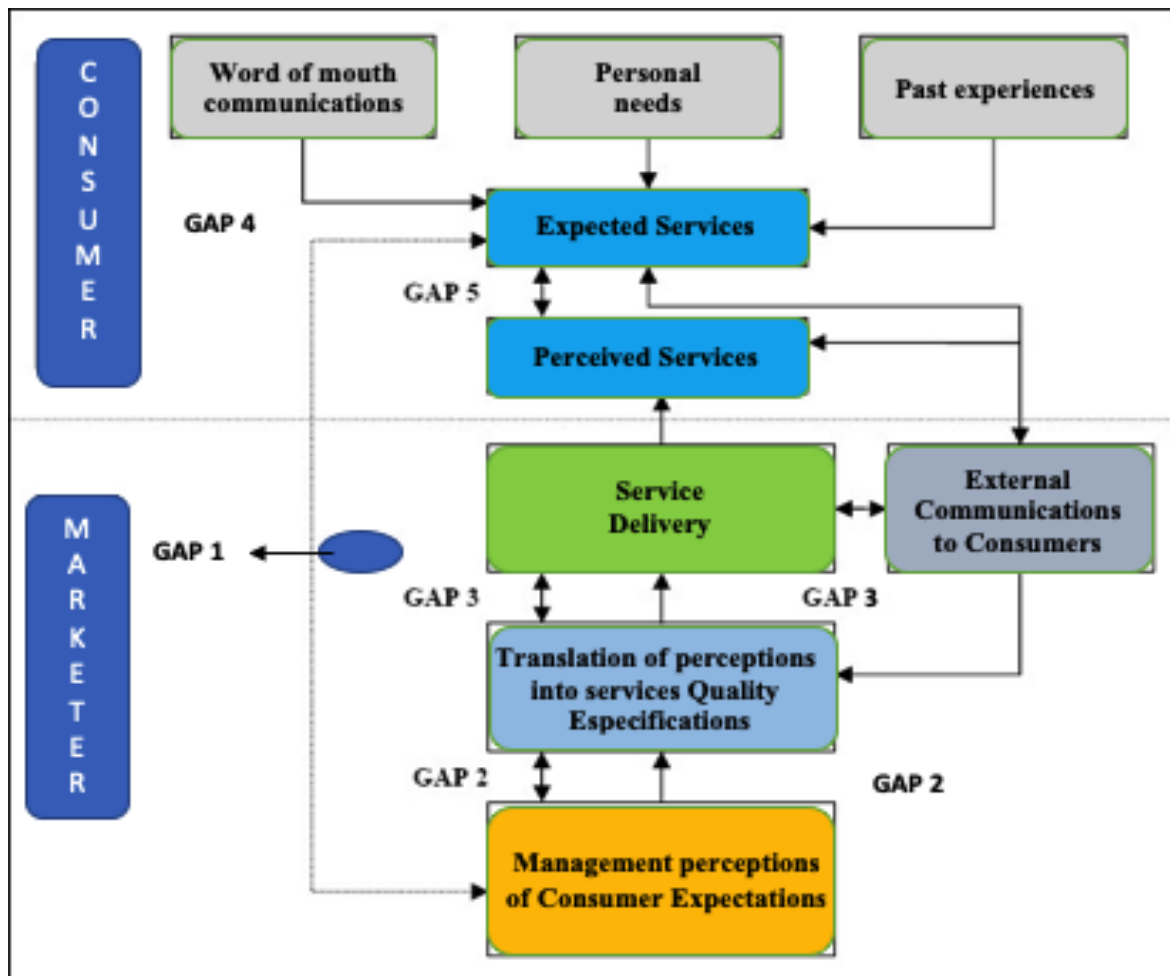 CONSUMER
Word of mouth
communications
Personal
needs
Past experiences
GAP 4
Expected Services
GAP 5
Perceived Services
MARKETER
Service
Delivery
External
Communications
to Consumers
GAP 1
GAP 3
GAP 3
Translation of perceptions
into services Quality
Especifications
GAP 2
GAP 2
Management perceptions
of Consumer Expectations